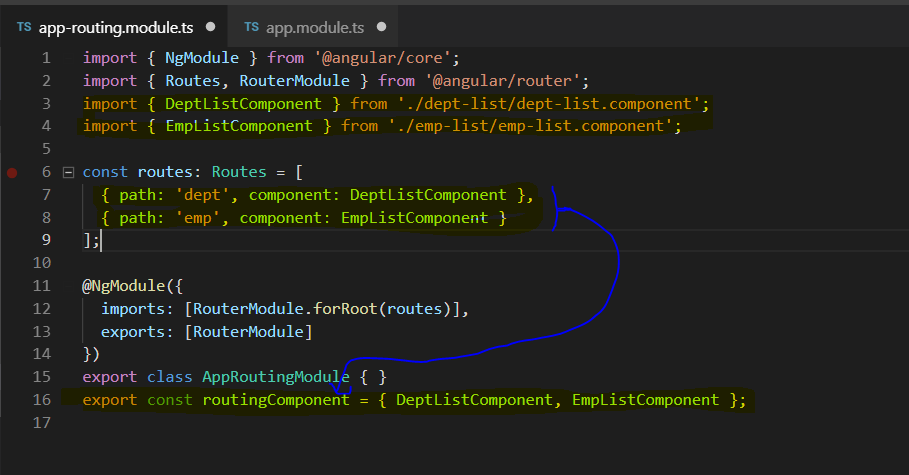 TS app-routing.module.ts ● TS app.module.ts ●
1 import { NgModule } from '@angular/core';
2 import { Routes, RouterModule } from '@angular/router';
3 import { DeptListComponent } from './dept-list/dept-list.component';
4 import { EmpListComponent } from './emp-list/emp-list.component';
5
6 const routes: Routes = [
7 { path: 'dept', component: DeptListComponent },
8 { path: 'emp', component: EmpListComponent }
9 ];
10
11 @NgModule({
12 imports: [RouterModule.forRoot(routes)],
13 exports: [RouterModule]
14 })
15 export class AppRoutingModule { }
16 export const routingComponent = { DeptListComponent, EmpListComponent };
17